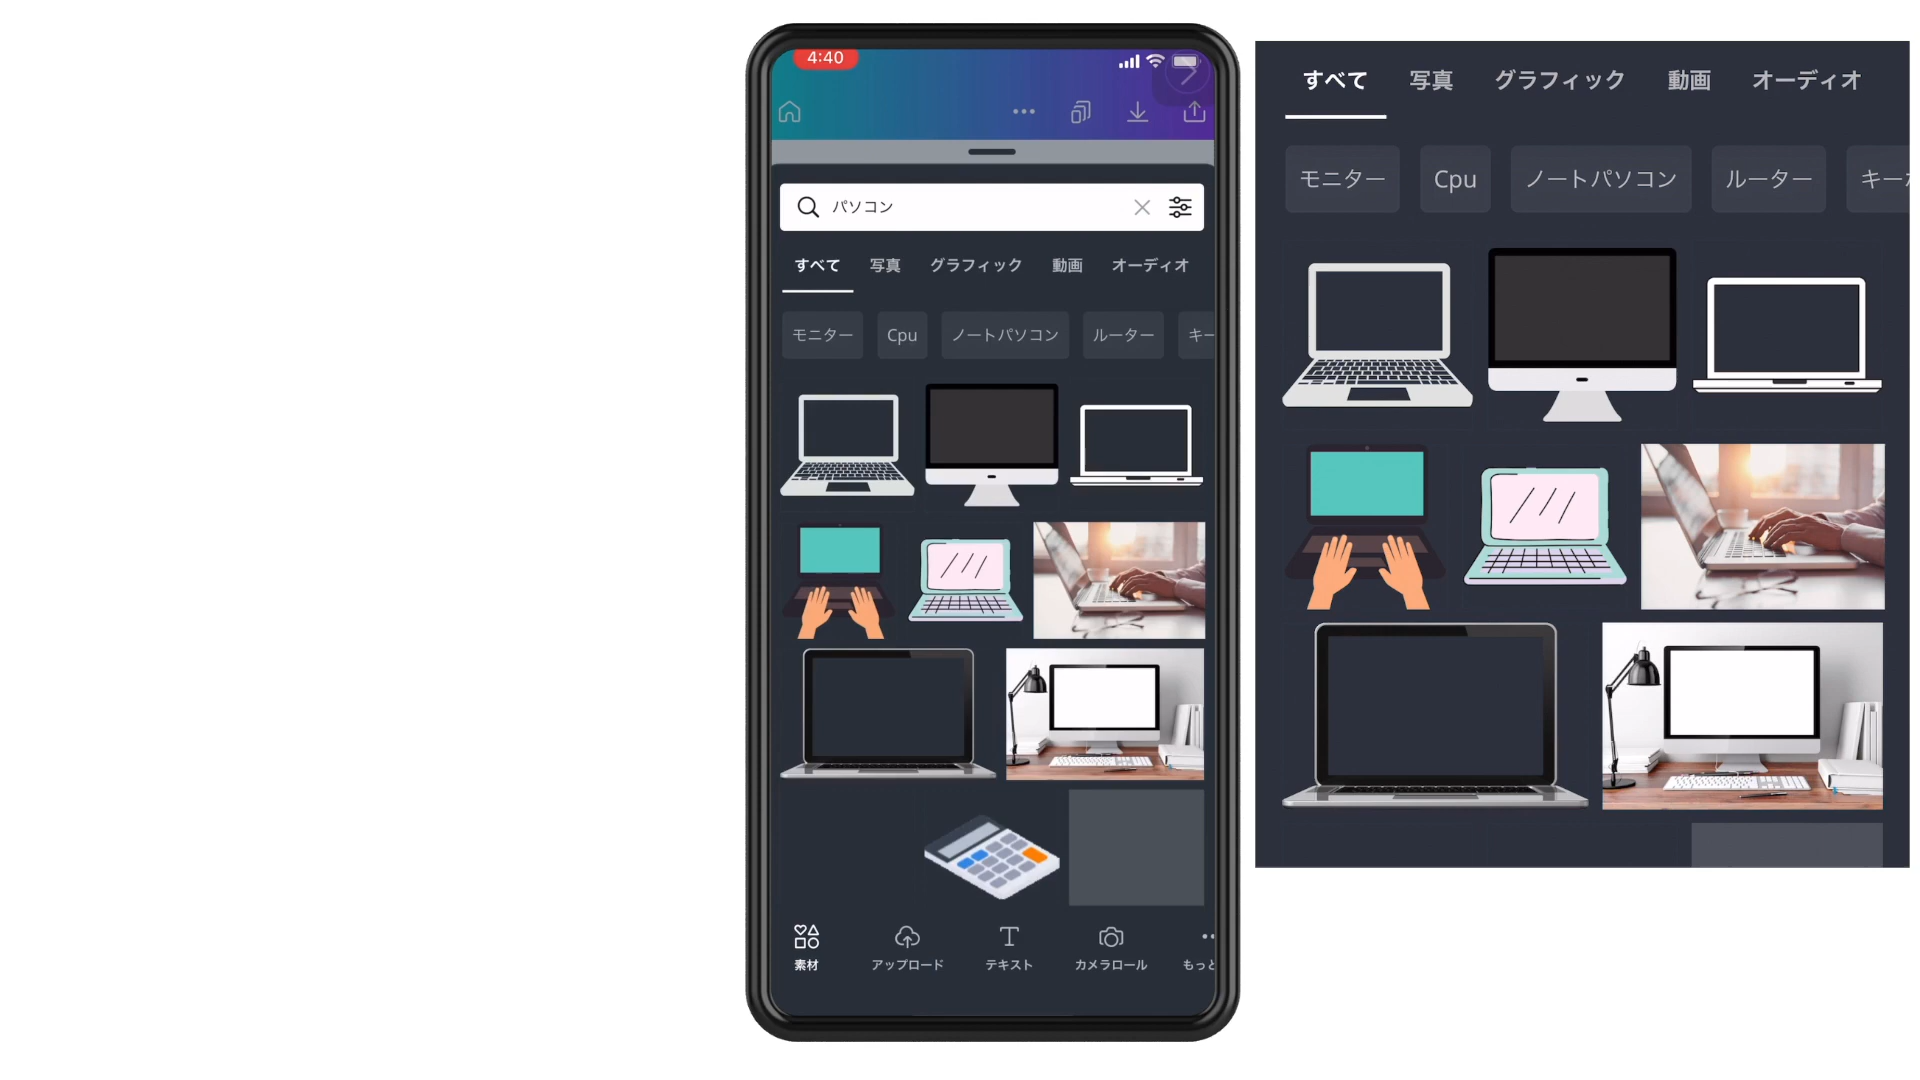 4:40
パソコン
すべて 写真 グラフィック 動画 オーディオ
モニター Cpu ノートパソコン ルーター キー
素材 アップロード テキスト カメラロール もっと
すべて 写真 グラフィック 動画 オーディオ
モニター Cpu ノートパソコン ルーター キー